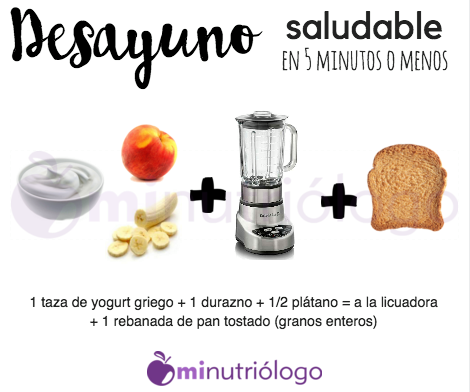 Desayuno saludable
en 5 minutos o menos
minutriólogo
1 taza de yogurt griego + 1 durazno + 1/2 plátano = a la licuadora
+ 1 rebanada de pan tostado (granos enteros)
minutriólogo